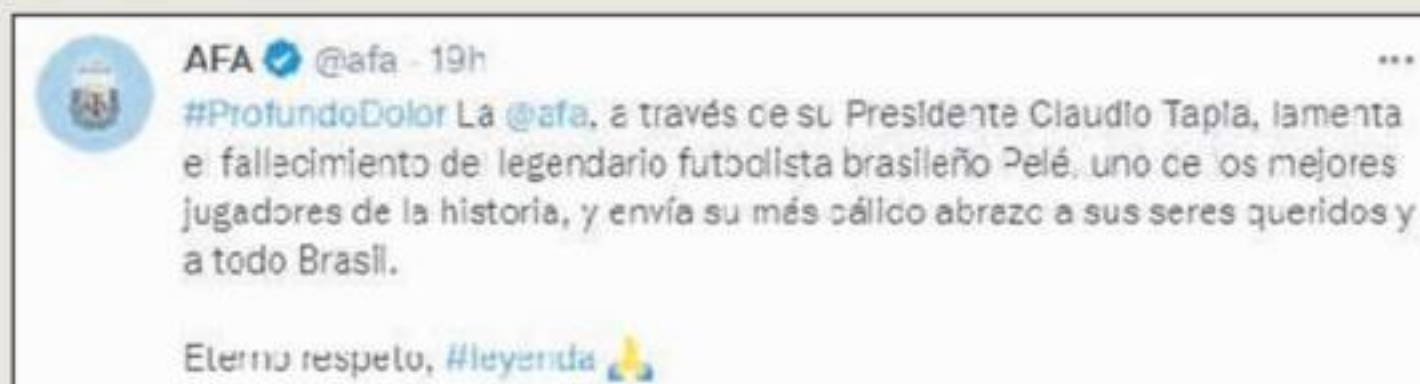 AFA @afa · 19h
#ProfundoDolor La @afa, a través de su Presidente Claudio Tapia, lamenta
el fallecimiento del legendario futbolista brasileño Pelé, uno de los mejores
jugadores de la historia, y envía su más cálido abrazo a sus seres queridos y
a todo Brasil.
Eterno respeto, #leyenda 🙏